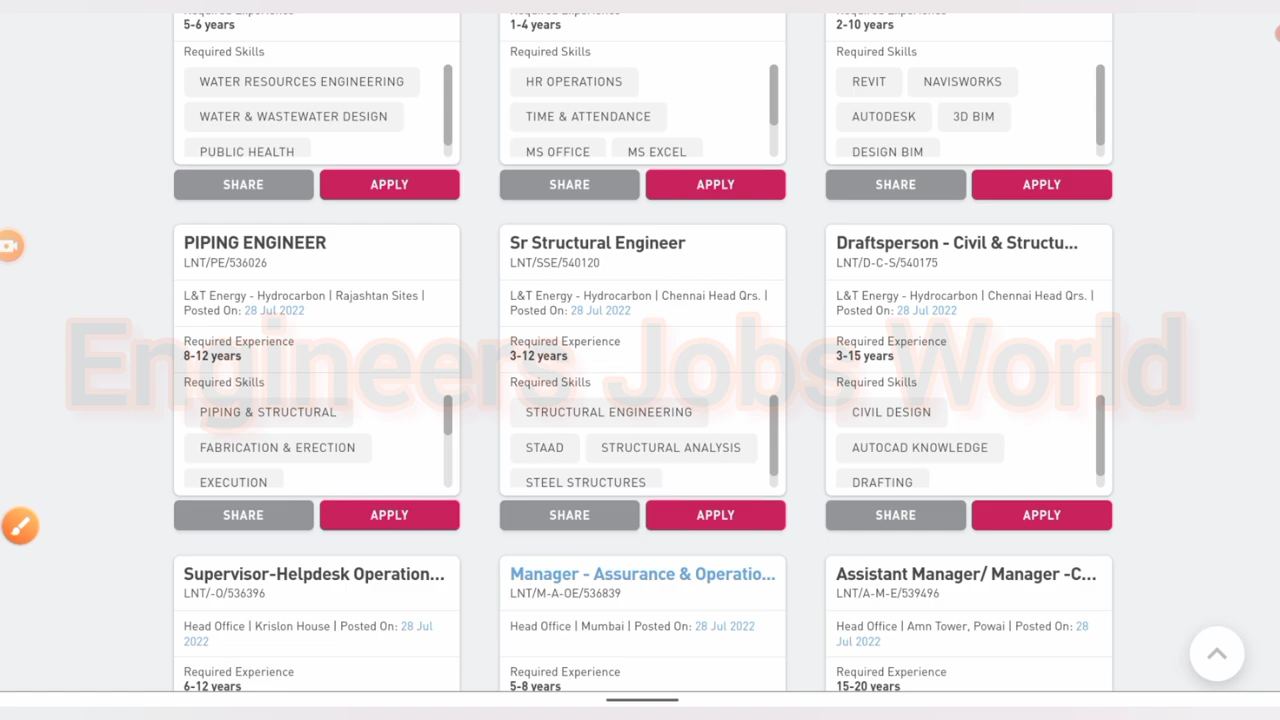 Required Experience
5-6 years
Required Skills
WATER RESOURCES ENGINEERING
WATER & WASTEWATER DESIGN
PUBLIC HEALTH
SHARE
APPLY
Required Experience
1-4 years
Required Skills
HR OPERATIONS
TIME & ATTENDANCE
MS OFFICE MS EXCEL
SHARE
APPLY
Required Experience
2-10 years
Required Skills
REVIT NAVISWORKS
AUTODESK 3D BIM
DESIGN BIM
SHARE
APPLY
PIPING ENGINEER
LNT/PE/536026
L&T Energy - Hydrocarbon | Rajashtan Sites |
Posted On: 28 Jul 2022
Required Experience
8-12 years
Required Skills
PIPING & STRUCTURAL
FABRICATION & ERECTION
EXECUTION
SHARE
APPLY
Sr Structural Engineer
LNT/SSE/540120
L&T Energy - Hydrocarbon | Chennai Head Qrs. |
Posted On: 28 Jul 2022
Required Experience
3-12 years
Required Skills
STRUCTURAL ENGINEERING
STAAD STRUCTURAL ANALYSIS
STEEL STRUCTURES
SHARE
APPLY
Draftsperson - Civil & Structu...
LNT/D-C-S/540175
L&T Energy - Hydrocarbon | Chennai Head Qrs. |
Posted On: 28 Jul 2022
Required Experience
3-15 years
Required Skills
CIVIL DESIGN
AUTOCAD KNOWLEDGE
DRAFTING
SHARE
APPLY
Engineers Jobs World
Supervisor-Helpdesk Operation...
LNT/-O/536396
Head Office | Krislon House | Posted On: 28 Jul
2022
Required Experience
6-12 years
Manager - Assurance & Operatio...
LNT/M-A-OE/536839
Head Office | Mumbai | Posted On: 28 Jul 2022
Required Experience
5-8 years
Assistant Manager/ Manager -C...
LNT/A-M-E/539496
Head Office | Amn Tower, Powai | Posted On: 28
Jul 2022
Required Experience
15-20 years